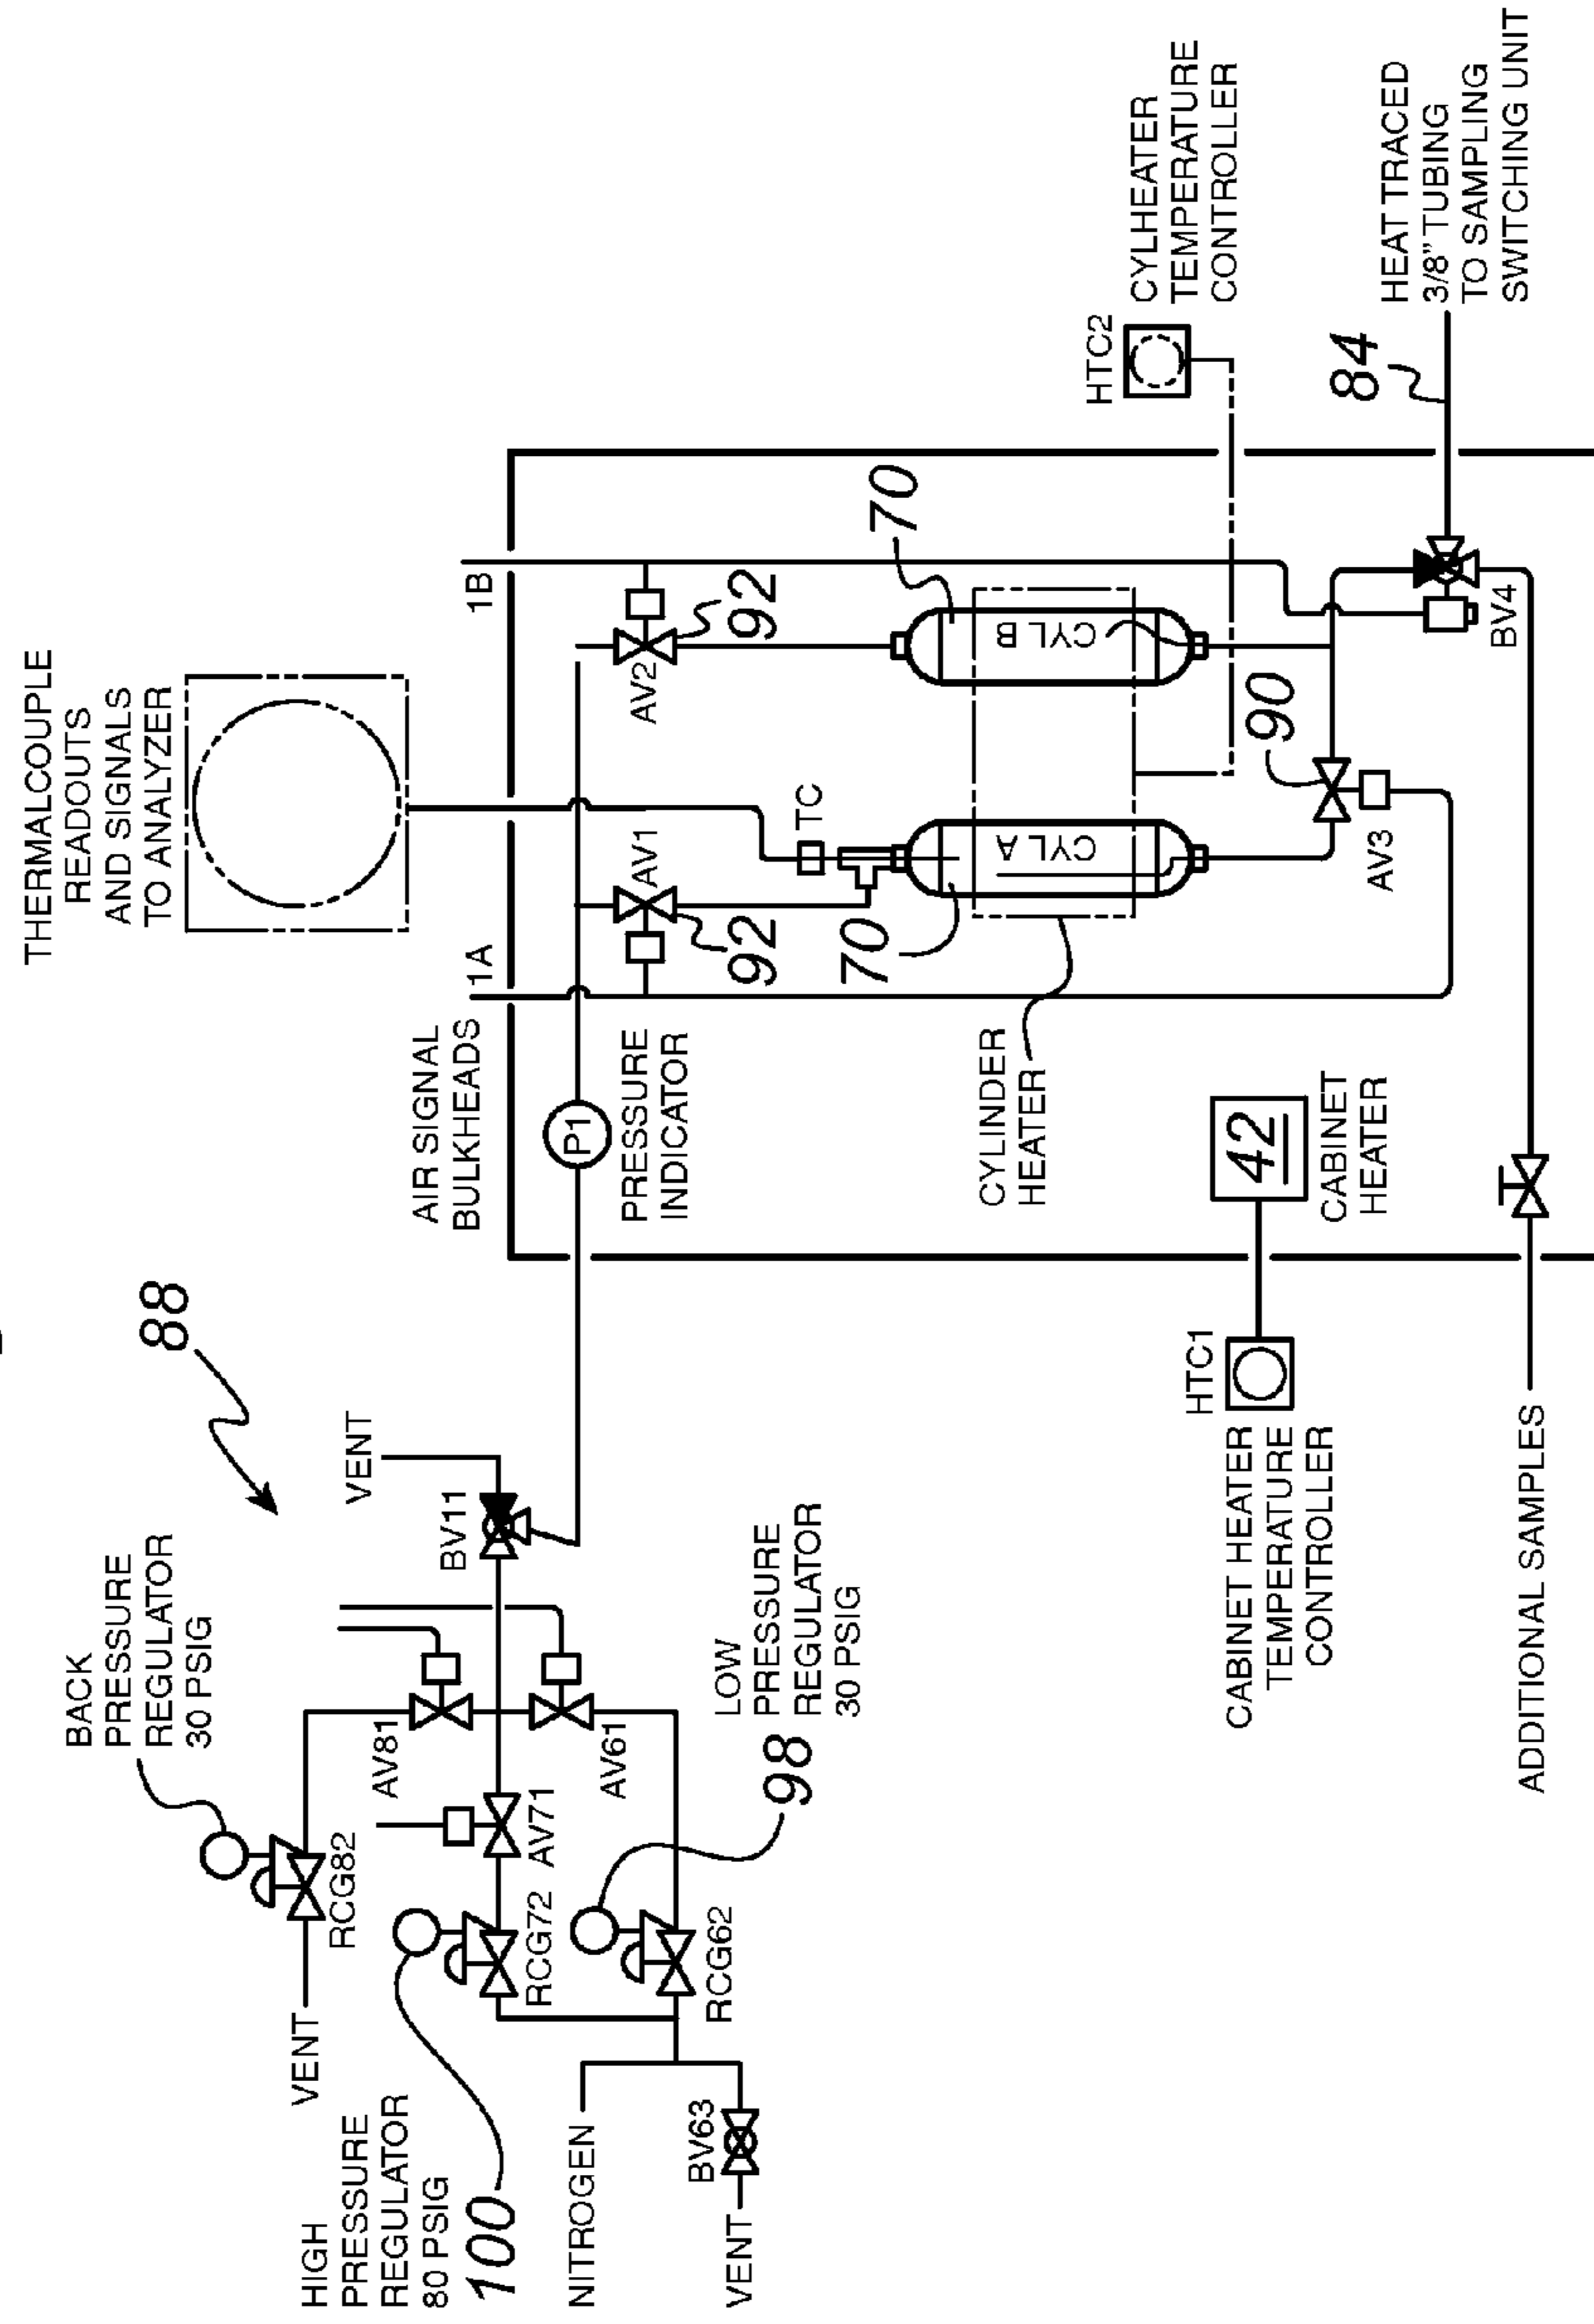 88
BACK
PRESSURE
REGULATOR
30 PSIG
VENT
RCG82
AV81
BV11
VENT
HIGH
PRESSURE
REGULATOR
80 PSIG
100
RCG72
AV71
AV61
NITROGEN
BV63
VENT
RCG62
98
LOW
PRESSURE
REGULATOR
30 PSIG
THERMALCOUPLE
READOUTS
AND SIGNALS
TO ANALYZER
AIR SIGNAL
BULKHEADS
1A
1B
P1
PRESSURE
INDICATOR
AV1
92
TC
AV2
92
70
CYL A
70
CYL B
CYLINDER
HEATER
90
AV3
HTC2
CYLHEATER
TEMPERATURE
CONTROLLER
84
HEAT TRACED
3/8" TUBING
TO SAMPLING
SWITCHING UNIT
BV4
HTC1
CABINET HEATER
TEMPERATURE
CONTROLLER
42
CABINET
HEATER
ADDITIONAL SAMPLES